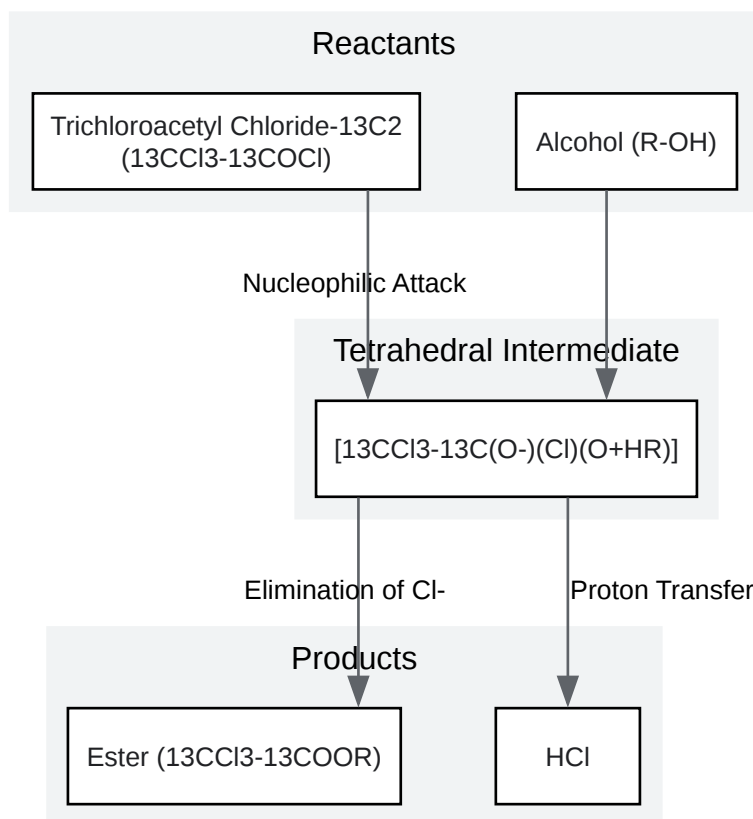 Reactants
Trichloroacetyl Chloride-13C2
(13CCl3-13COCl)
Alcohol (R-OH)
Nucleophilic Attack
Tetrahedral Intermediate
[13CCl3-13C(O-)(Cl)(O+HR)]
Elimination of Cl-
Proton Transfer
Products
Ester (13CCl3-13COOR)
HCl